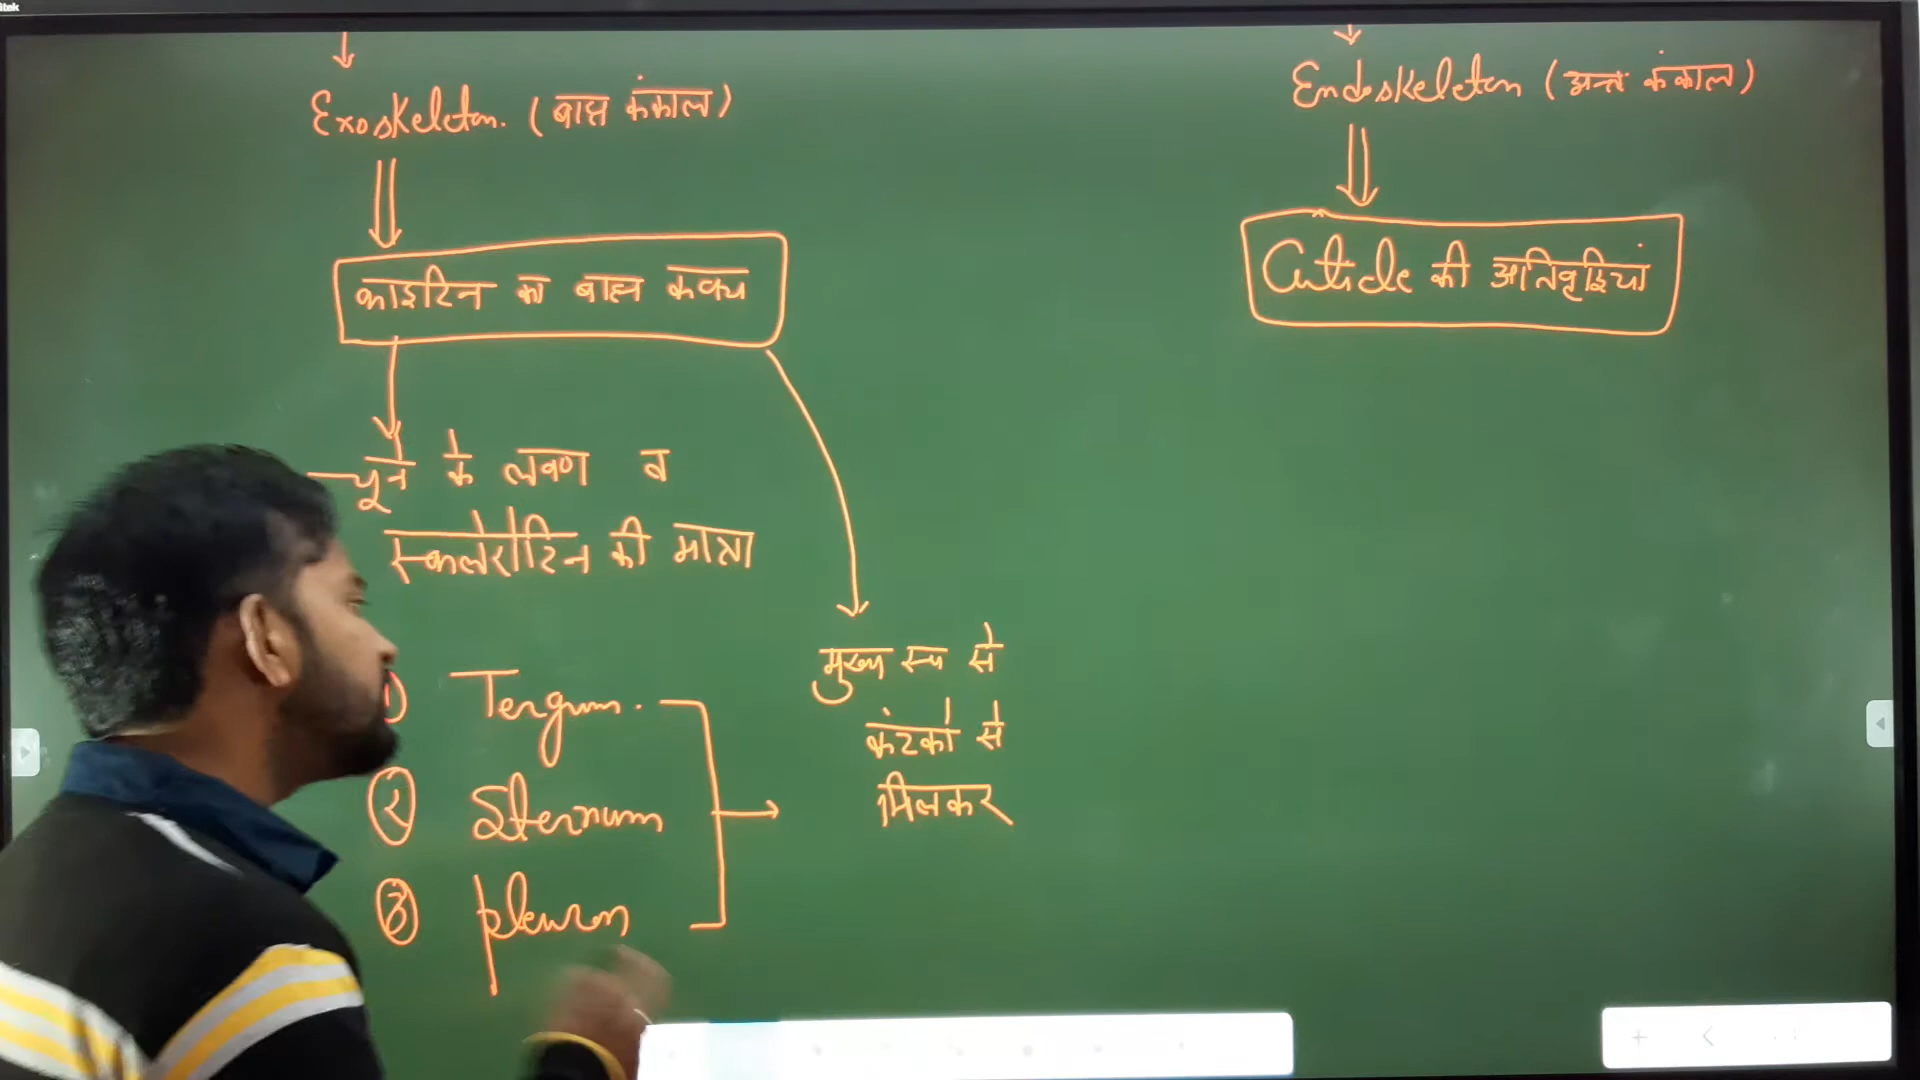 Exoskeleton. (बाह्य कंकाल)
काइटिन का बाह्य कवच
चूने के लवण व
स्कलेरोटिन की मात्रा
① Tergum.
② Sternum
③ pleuron
मुख्य रूप से
कंटकों से
मिलकर
Endoskeleton (अन्तः कंकाल)
Cuticle की अतिवृद्धियां